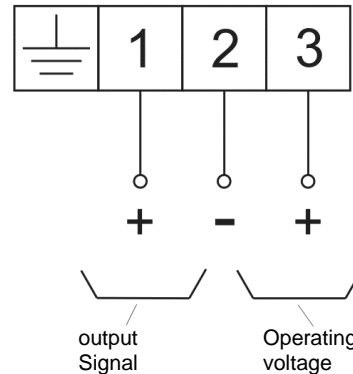 1 2 3
+ - +
output Operating
Signal voltage